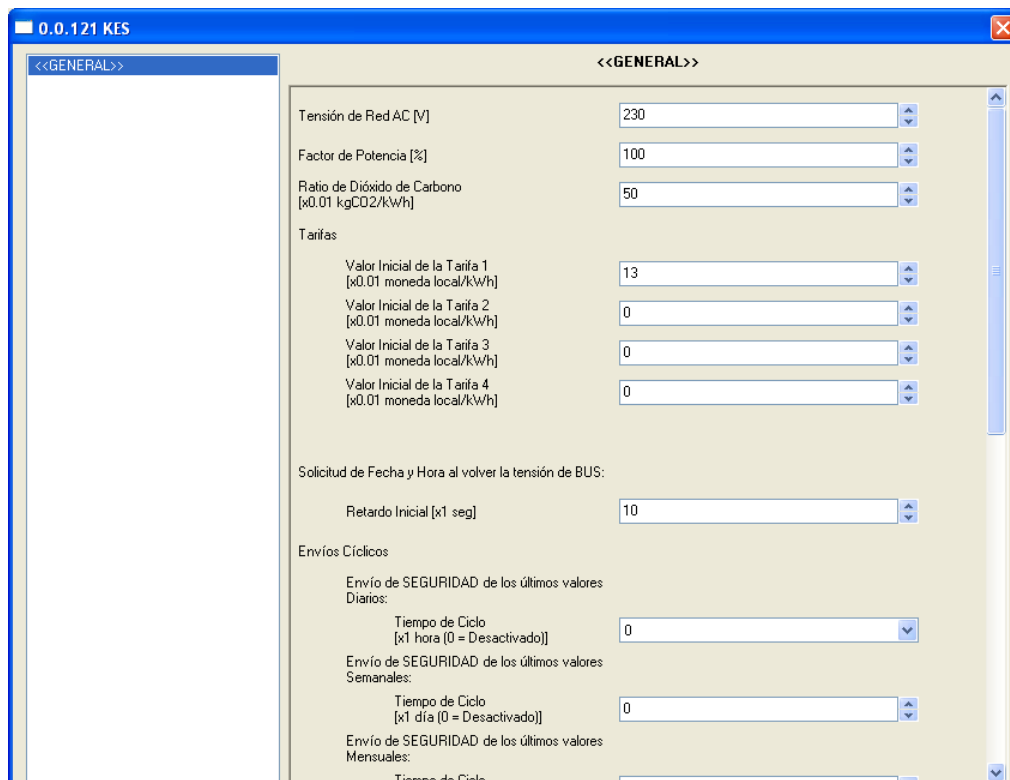 0.0.121 KES
<<GENERAL>>
<<GENERAL>>
Tensión de Red AC [V]
230
Factor de Potencia [%]
100
Ratio de Dióxido de Carbono
[x0.01 kgCO2/kWh]
50
Tarifas
Valor Inicial de la Tarifa 1
[x0.01 moneda local/kWh]
13
Valor Inicial de la Tarifa 2
[x0.01 moneda local/kWh]
0
Valor Inicial de la Tarifa 3
[x0.01 moneda local/kWh]
0
Valor Inicial de la Tarifa 4
[x0.01 moneda local/kWh]
0
Solicitud de Fecha y Hora al volver la tensión de BUS:
Retardo Inicial [x1 seg]
10
Envíos Cíclicos
Envío de SEGURIDAD de los últimos valores
Diarios:
Tiempo de Ciclo
[x1 hora (0 = Desactivado)]
0
Envío de SEGURIDAD de los últimos valores
Semanales:
Tiempo de Ciclo
[x1 día (0 = Desactivado)]
0
Envío de SEGURIDAD de los últimos valores
Mensuales:
Tiempo de Ciclo